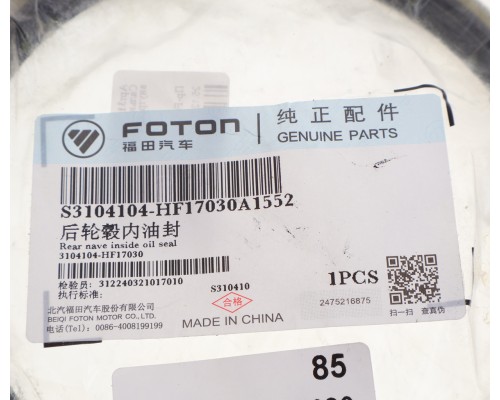 FOTON
福田汽车
纯正配件
GENUINE PARTS
S3104104-HF17030A1552
后轮毂内油封
Rear nave inside oil seal
3104104-HF17030
检验员: 312240321017010
执行标准:
S310410
合格
1PCS
2475216875
扫一扫 查真伪
北汽福田汽车股份有限公司
BEIQI FOTON MOTOR CO., LTD.
电话(Tel): 0086-4008199199
MADE IN CHINA
85